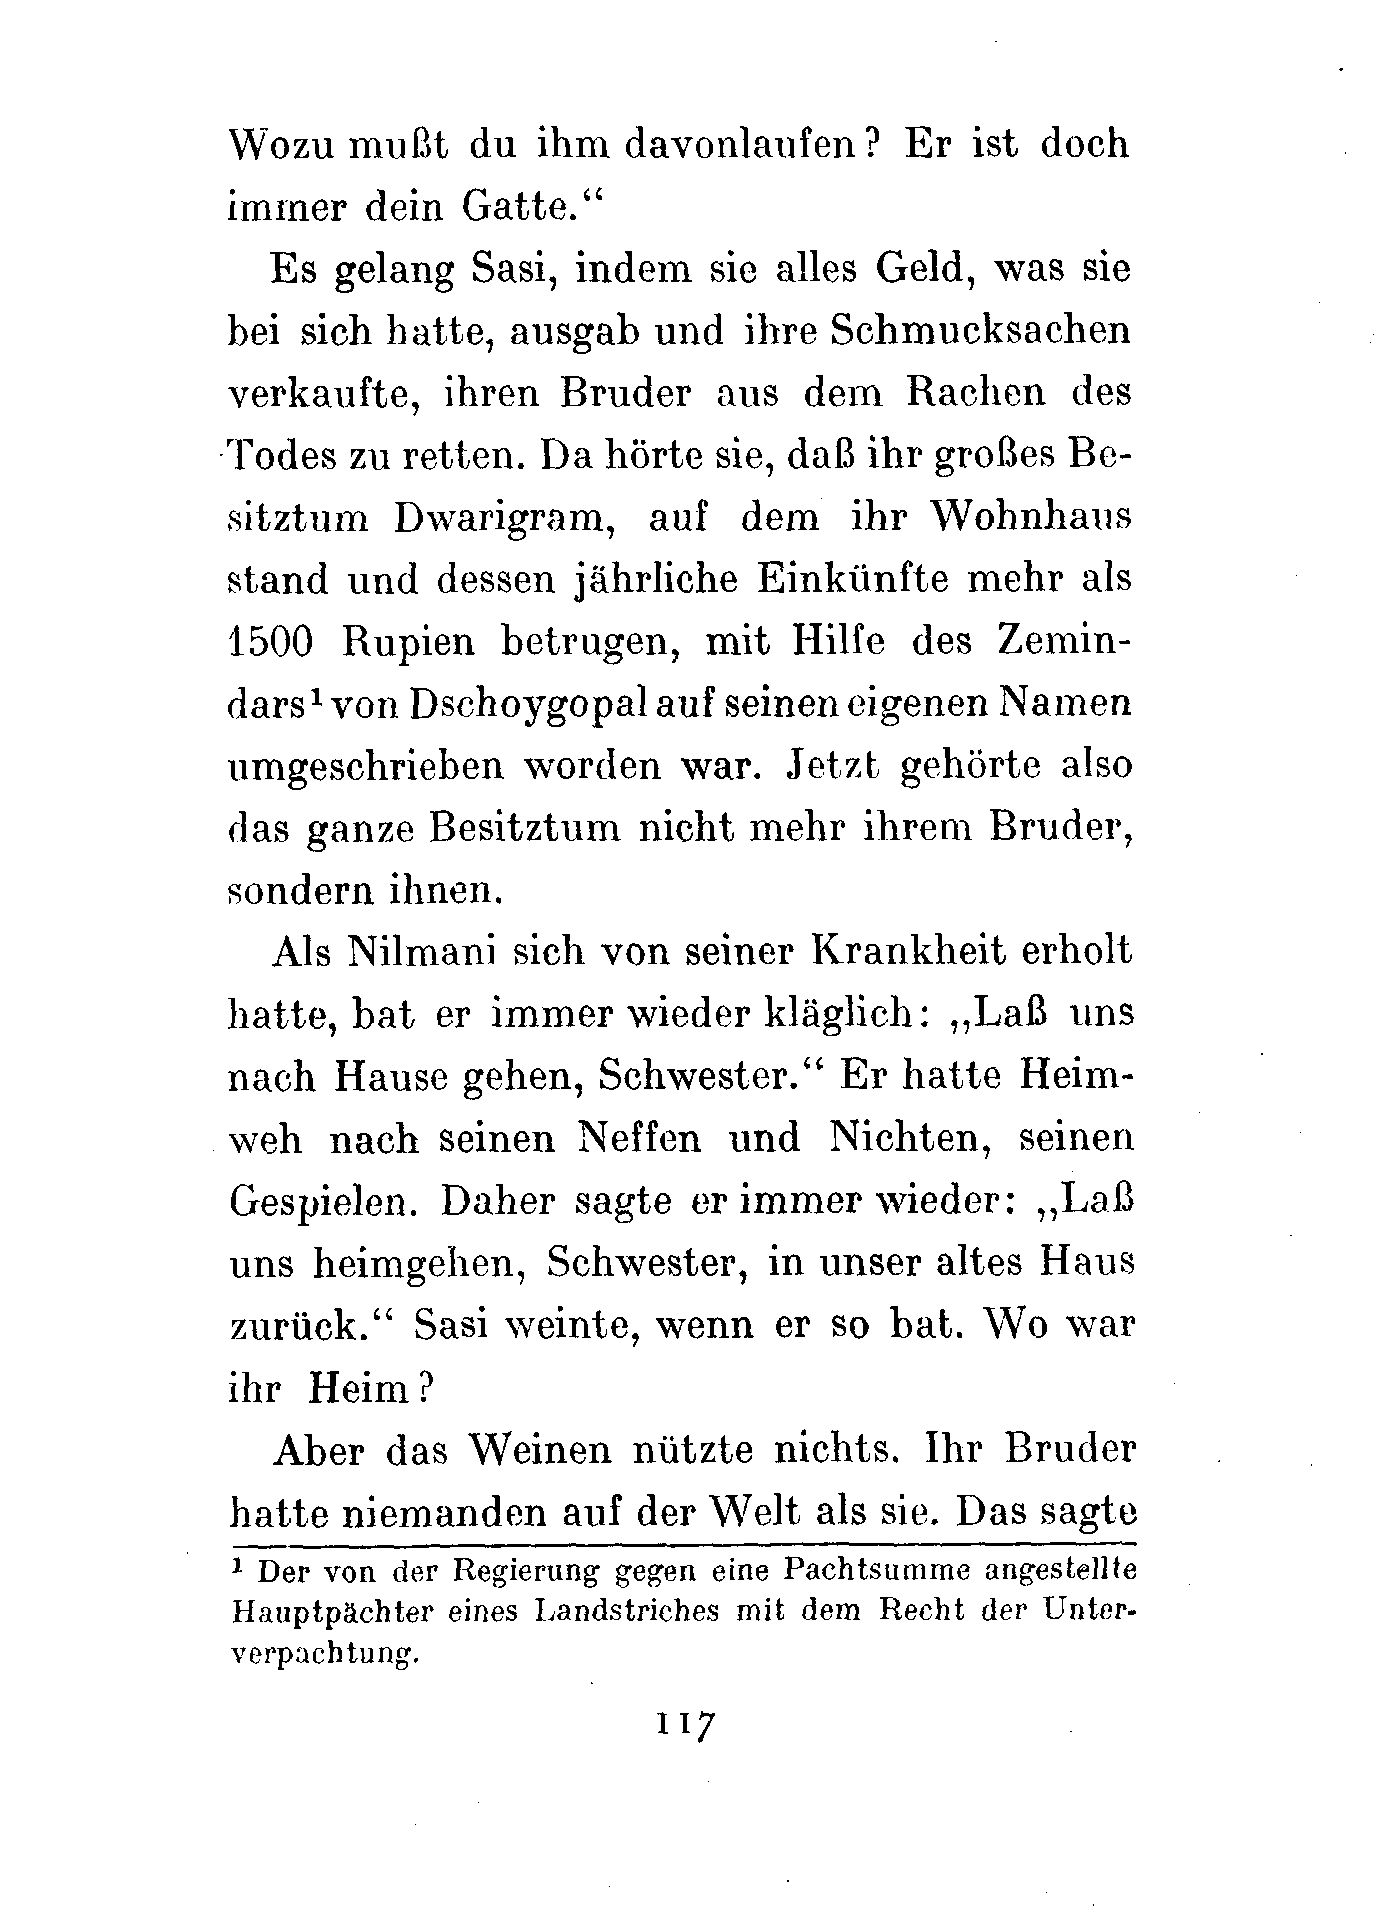 Wozu mußt du ihm davonlaufen? Er ist doch
immer dein Gatte.“
Es gelang Sasi, indem sie alles Geld, was sie
bei sich hatte, ausgab und ihre Schmucksachen
verkaufte, ihren Bruder aus dem Rachen des
Todes zu retten. Da hörte sie, daß ihr großes Be-
sitztum Dwarigram, auf dem ihr Wohnhaus
stand und dessen jährliche Einkünfte mehr als
1500 Rupien betrugen, mit Hilfe des Zemin-
dars¹ von Dschoygopal auf seinen eigenen Namen
umgeschrieben worden war. Jetzt gehörte also
das ganze Besitztum nicht mehr ihrem Bruder,
sondern ihnen.
Als Nilmani sich von seiner Krankheit erholt
hatte, bat er immer wieder kläglich: „Laß uns
nach Hause gehen, Schwester.“ Er hatte Heim-
weh nach seinen Neffen und Nichten, seinen
Gespielen. Daher sagte er immer wieder: „Laß
uns heimgehen, Schwester, in unser altes Haus
zurück.“ Sasi weinte, wenn er so bat. Wo war
ihr Heim?
Aber das Weinen nützte nichts. Ihr Bruder
hatte niemanden auf der Welt als sie. Das sagte
¹ Der von der Regierung gegen eine Pachtsumme angestellte
Hauptpächter eines Landstriches mit dem Recht der Unter-
verpachtung.
117